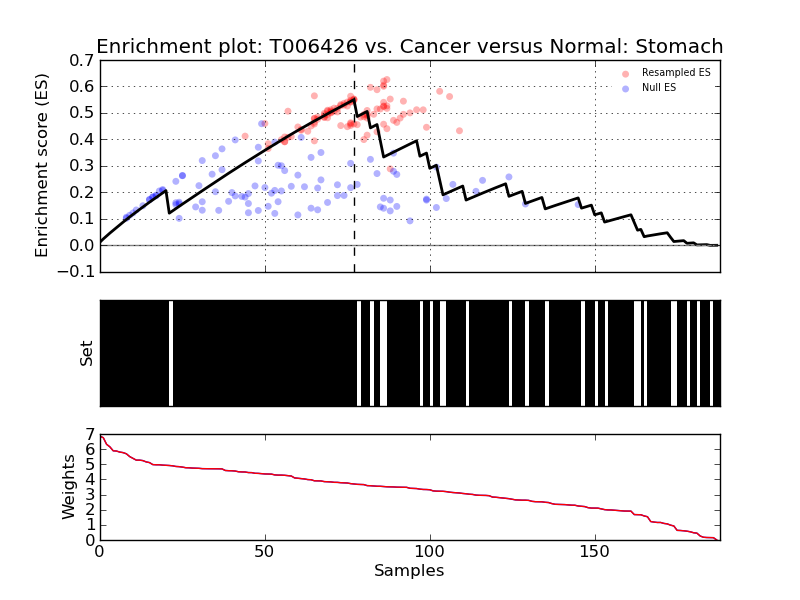 Enrichment plot: T006426 vs. Cancer versus Normal: Stomach
Enrichment score (ES)
0.7
0.6
0.5
0.4
0.3
0.2
0.1
0.0
−0.1
Resampled ES
Null ES
Set
Weights
7
6
5
4
3
2
1
0
0 50 100 150
Samples